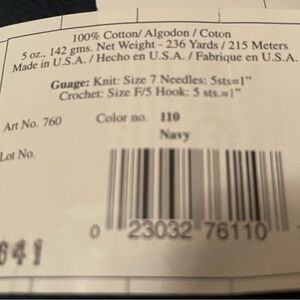 100% Cotton/ Algodon / Coton
5 oz., 142 gms. Net Weight - 236 Yards / 215 Meters
Made in U.S.A. / Hecho en U.S.A. / Fabrique en U.S.A.
Guage: Knit: Size 7 Needles: 5sts=1"
Crochet: Size F/5 Hook: 5 sts.=1"
Art No. 760 Color no. 110
Navy
Lot No.
641
0 23032 76110